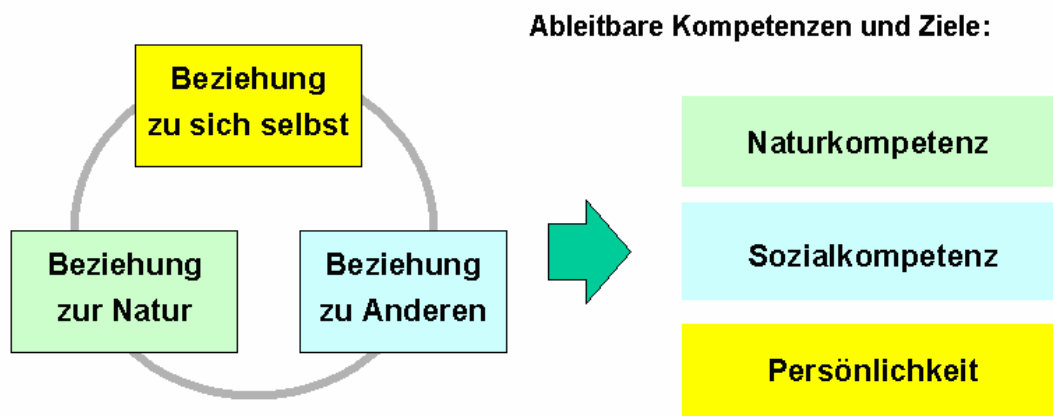 Ableitbare Kompetenzen und Ziele:
Beziehung
zu sich selbst
Beziehung
zur Natur
Beziehung
zu Anderen
Naturkompetenz
Sozialkompetenz
Persönlichkeit